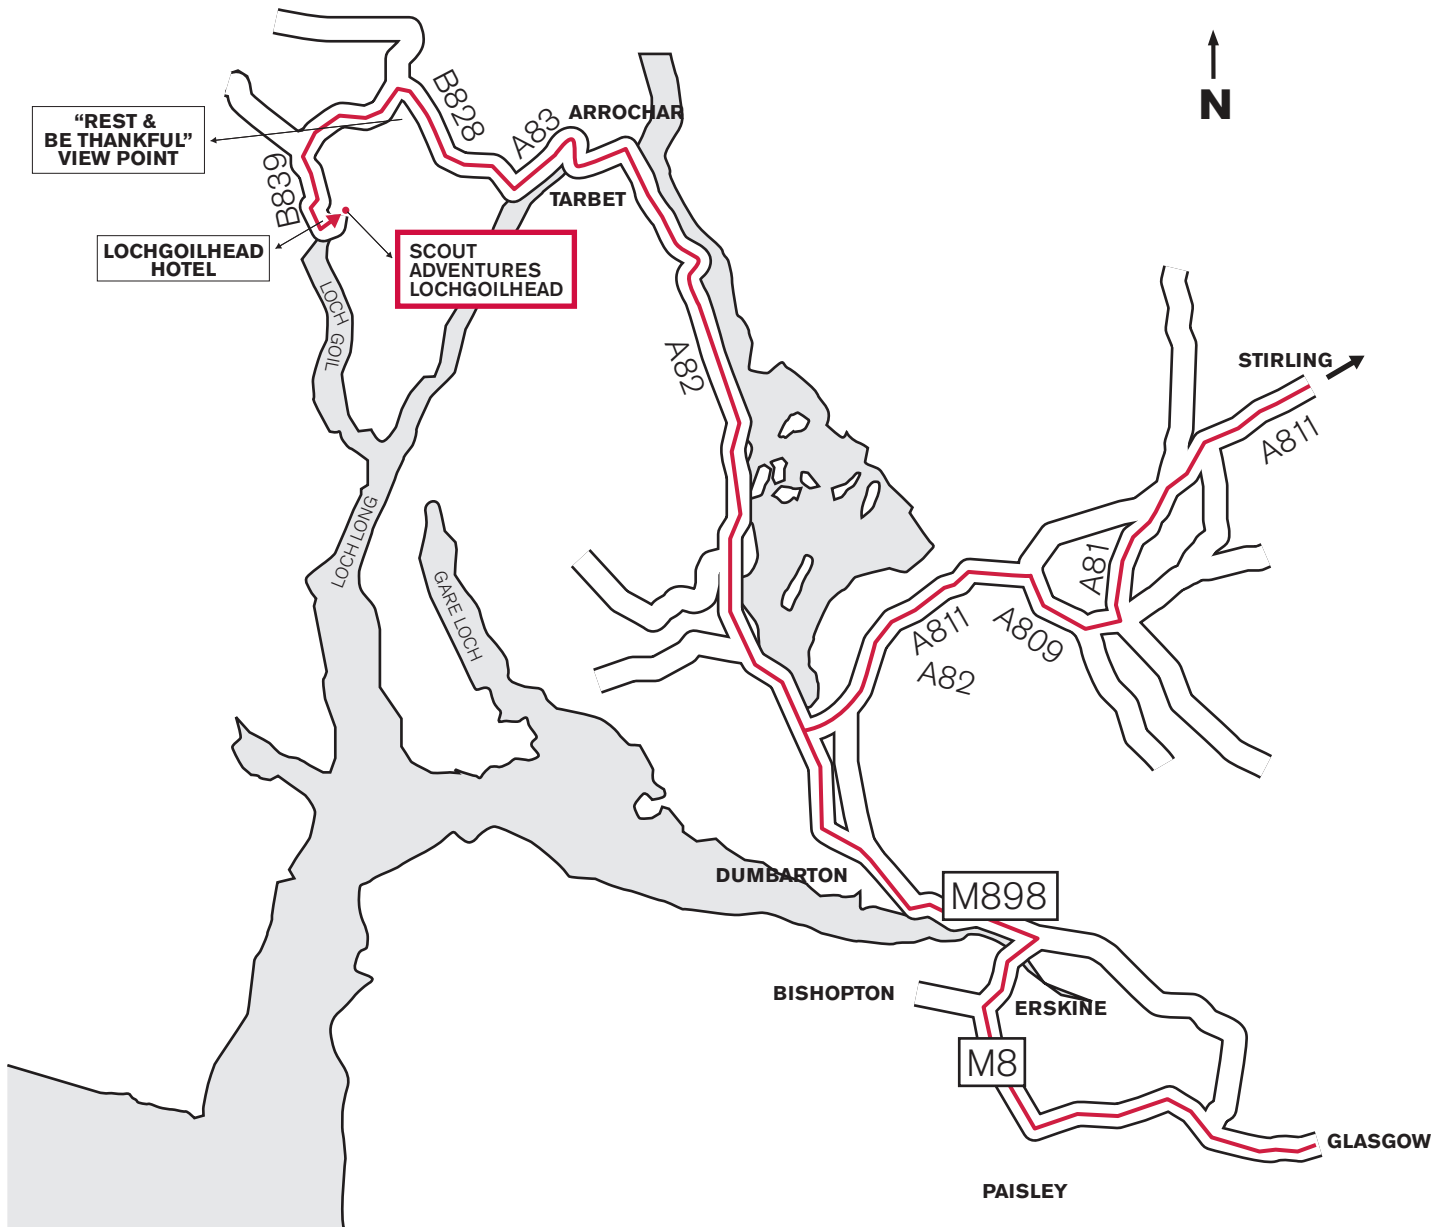 B828
A83
ARROCHAR
N
“REST &
BE THANKFUL”
VIEW POINT
B839
TARBET
LOCHGOILHEAD
HOTEL
SCOUT
ADVENTURES
LOCHGOILHEAD
LOCH GOIL
A82
STIRLING
A811
LOCH LONG
GARE LOCH
A81
A811
A809
A82
DUMBARTON
M898
BISHOPTON
ERSKINE
M8
GLASGOW
PAISLEY